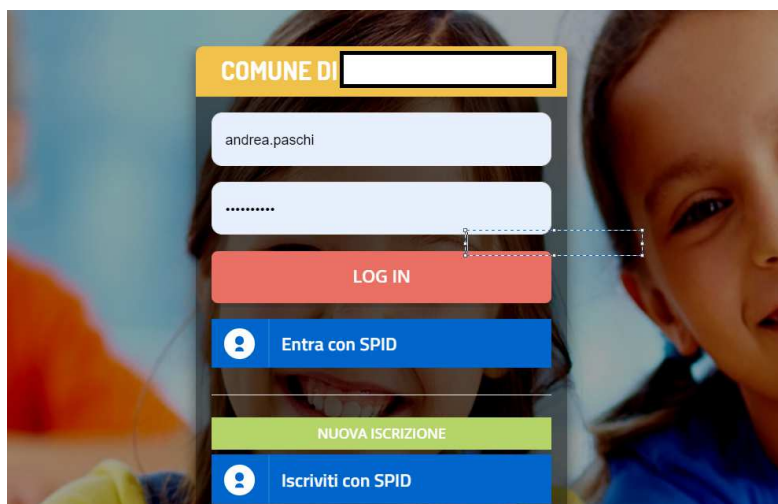 COMUNE DI
andrea.paschi
••••••••••
LOG IN
Entra con SPID
NUOVA ISCRIZIONE
Iscriviti con SPID